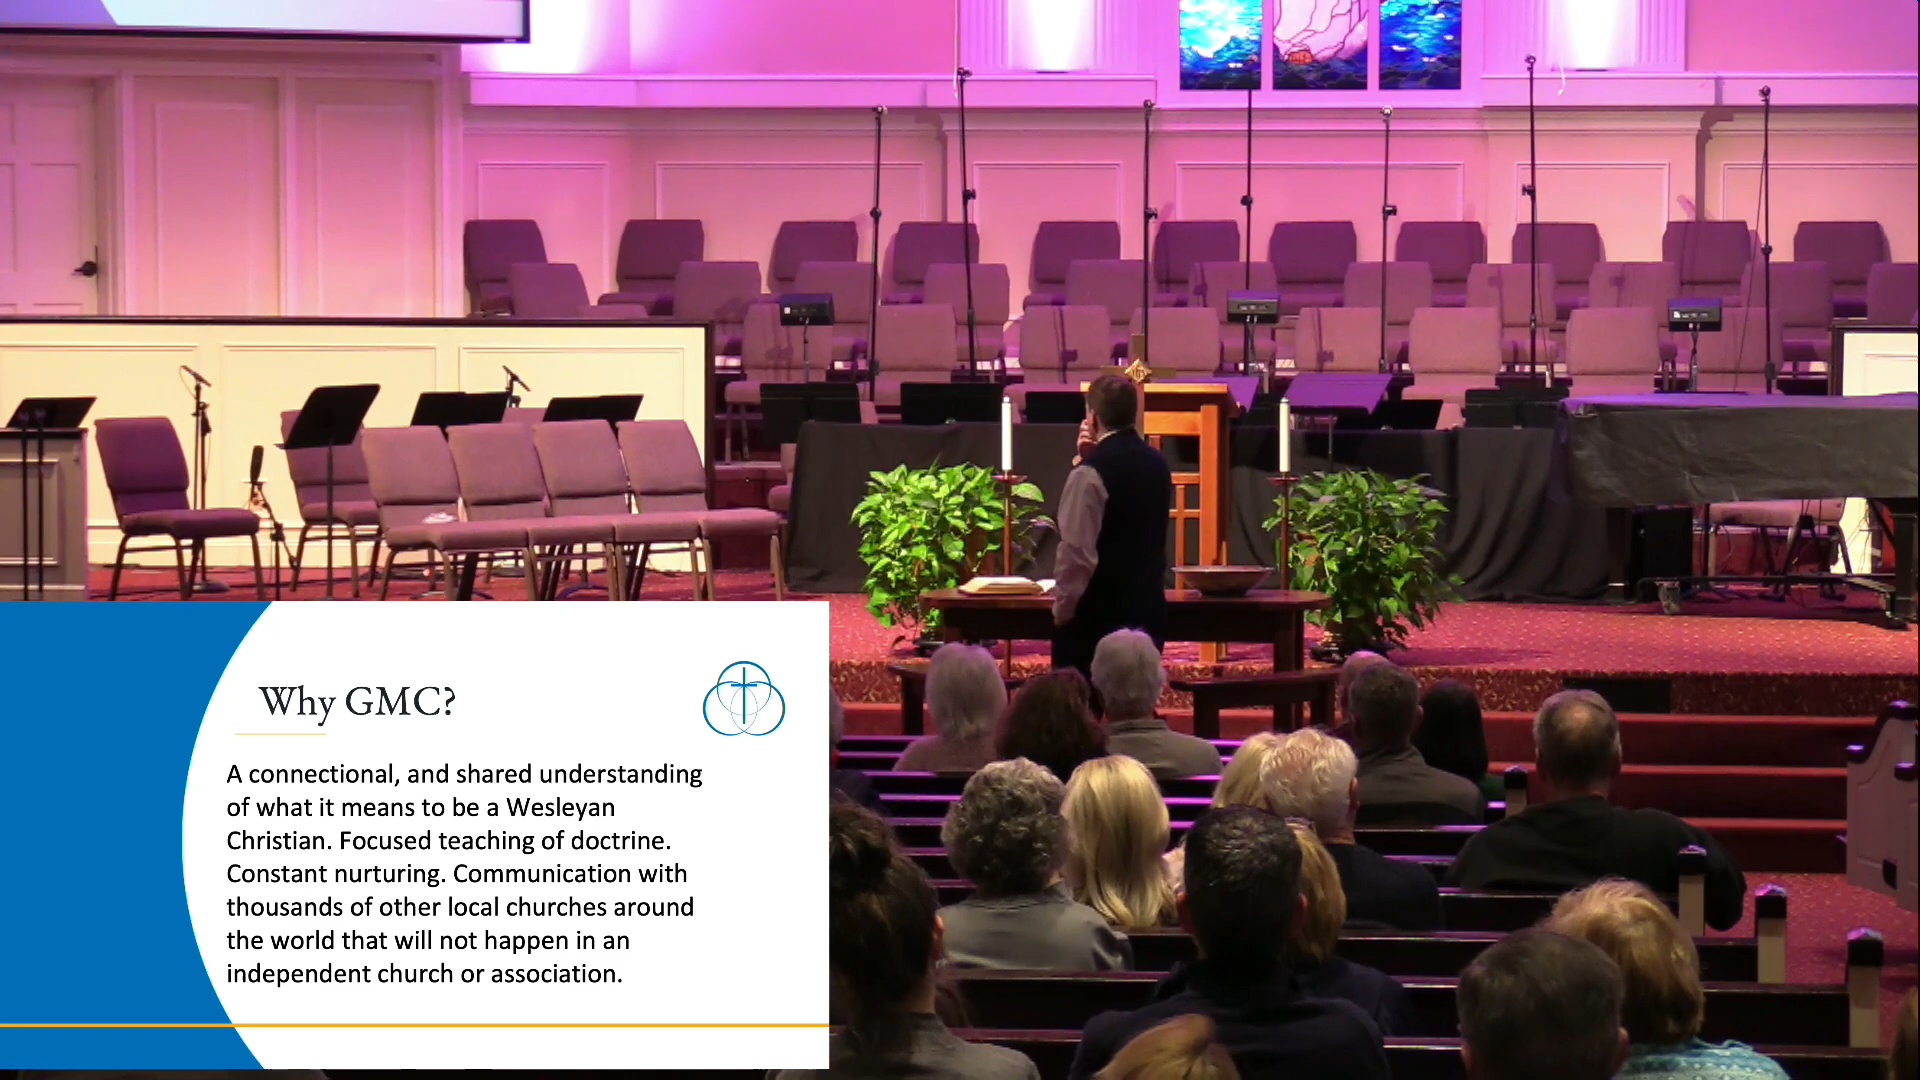 Why GMC?
A connectional, and shared understanding
of what it means to be a Wesleyan
Christian. Focused teaching of doctrine.
Constant nurturing. Communication with
thousands of other local churches around
the world that will not happen in an
independent church or association.